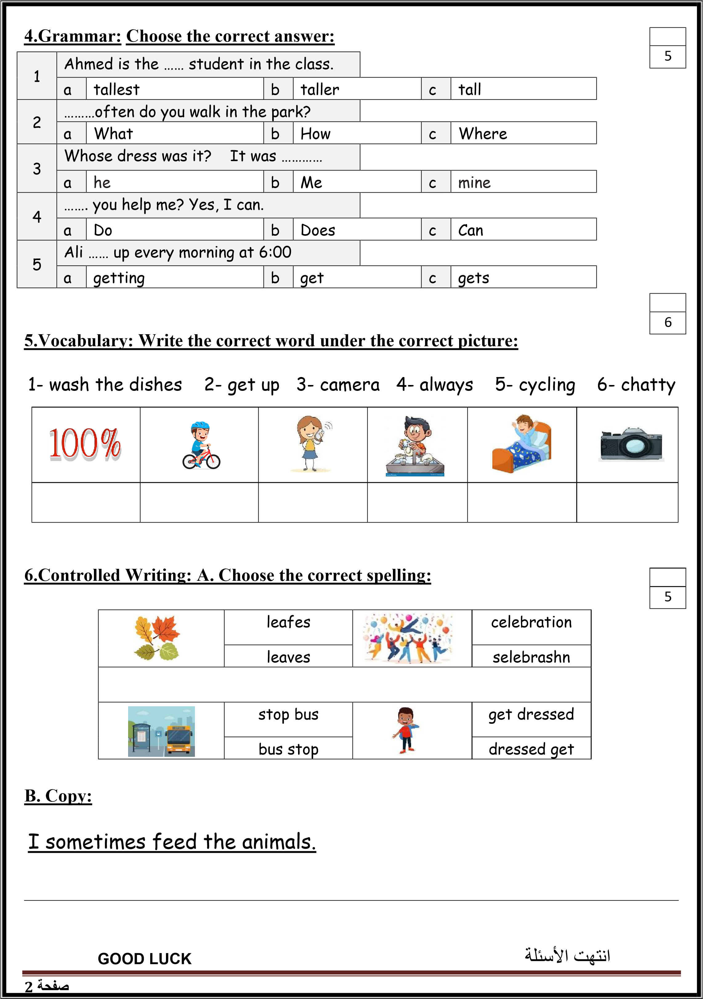 4.Grammar: Choose the correct answer:
5
1
Ahmed is the ...... student in the class.
a tallest b taller c tall
2
.........often do you walk in the park?
a What b How c Where
3
Whose dress was it? It was ............
a he b Me c mine
4
....... you help me? Yes, I can.
a Do b Does c Can
5
Ali ...... up every morning at 6:00
a getting b get c gets
6
5.Vocabulary: Write the correct word under the correct picture:
1- wash the dishes 2- get up 3- camera 4- always 5- cycling 6- chatty
100%
6.Controlled Writing: A. Choose the correct spelling:
5
leafes celebration
leaves selebrashn
stop bus get dressed
bus stop dressed get
B. Copy:
I sometimes feed the animals.
GOOD LUCK انتهت الأسئلة
صفحة 2